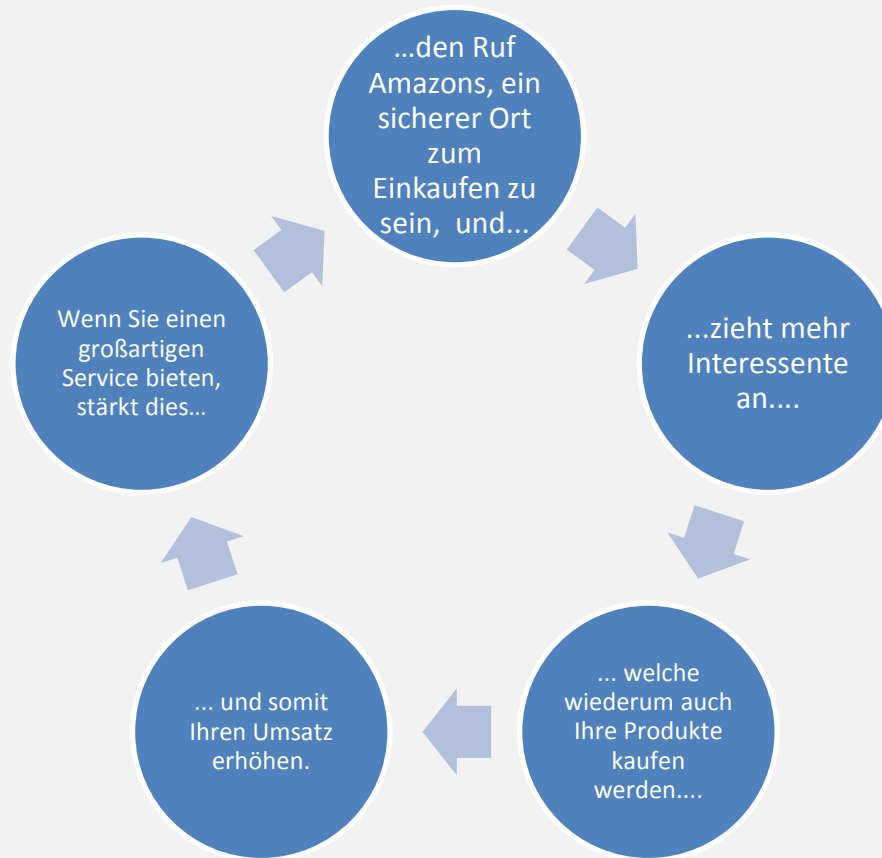 Wenn Sie einen
großartigen
Service bieten,
stärkt dies…
…den Ruf
Amazons, ein
sicherer Ort
zum
Einkaufen zu
sein,  und...
...zieht mehr
Interessente
an....
... welche
wiederum auch
Ihre Produkte
kaufen
werden....
... und somit
Ihren Umsatz
erhöhen.